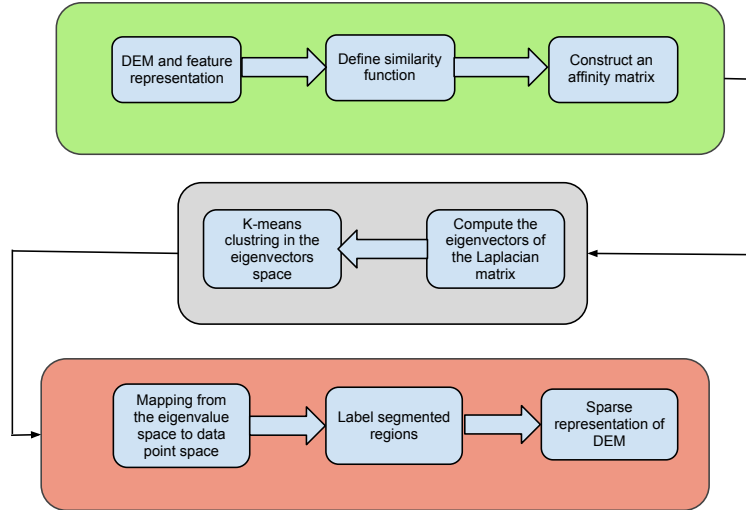 DEM and feature
representation
Define similarity
function
Construct an
affinity matrix
Compute the
eigenvectors of
the Laplacian
matrix
K-means
clustring in the
eigenvectors
space
Mapping from
the eigenvalue
space to data
point space
Label segmented
regions
Sparse
representation of
DEM